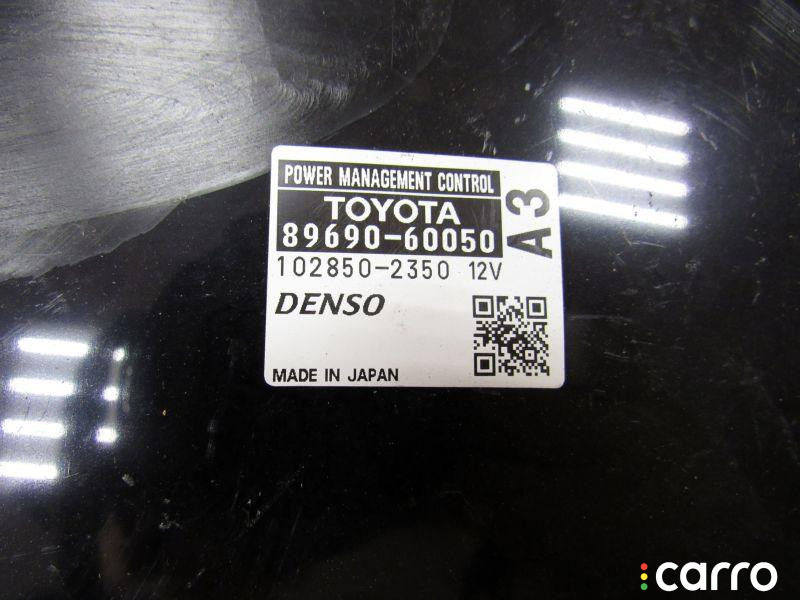 POWER MANAGEMENT CONTROL
TOYOTA
89690-60050
A3
102850-2350 12V
DENSO
MADE IN JAPAN
carro